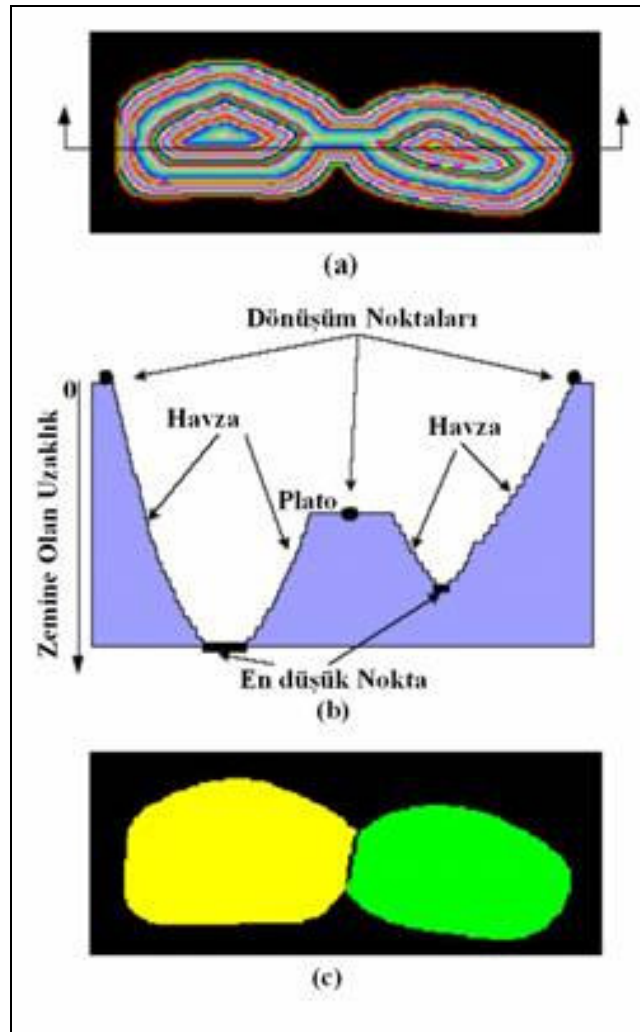 (a)
Dönüşüm Noktaları
0
Havza
Havza
Plato
Zemine Olan Uzaklık
En düşük Nokta
(b)
(c)